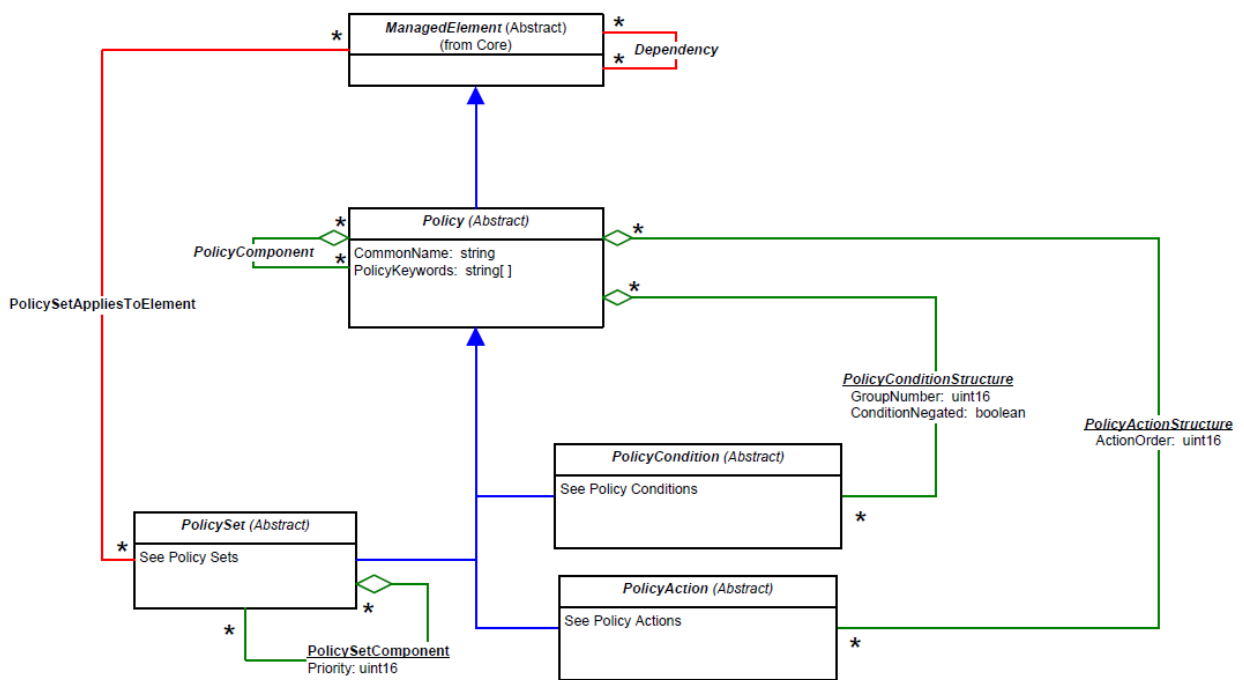 *
ManagedElement (Abstract)
(from Core)
*
Dependency
*
Policy (Abstract)
*
*
PolicyComponent
*
CommonName: string
PolicyKeywords: string[ ]
*
PolicySetAppliesToElement
PolicyConditionStructure
GroupNumber: uint16
ConditionNegated: boolean
PolicyActionStructure
ActionOrder: uint16
PolicyCondition (Abstract)
See Policy Conditions
*
PolicySet (Abstract)
*
See Policy Sets
PolicyAction (Abstract)
*
See Policy Actions
*
*
PolicySetComponent
Priority: uint16